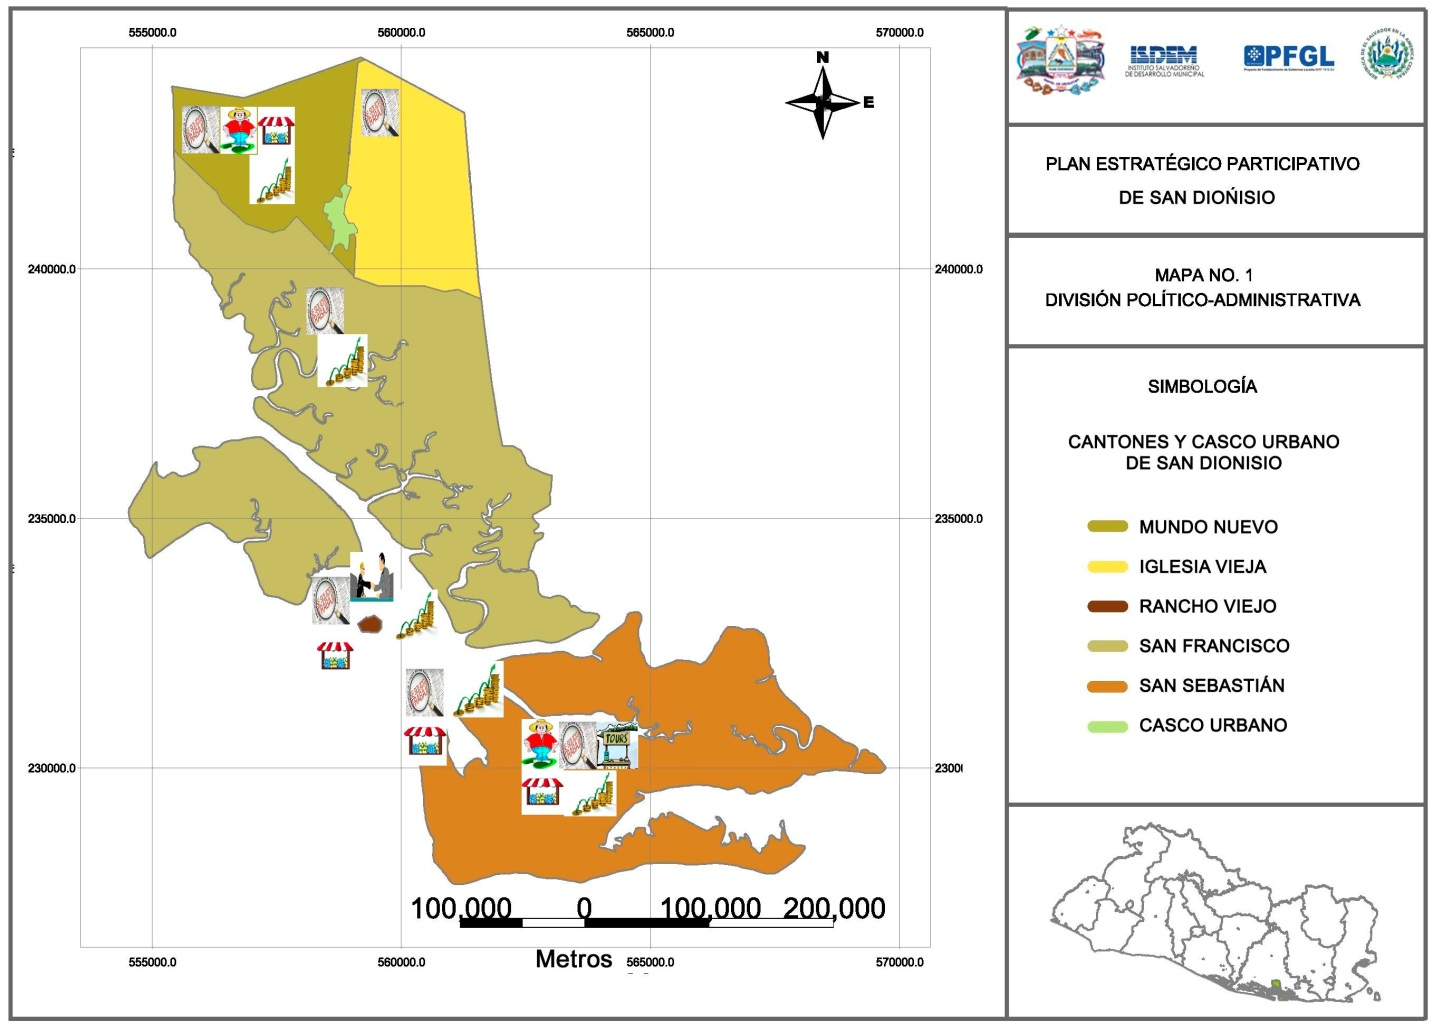 555000.0
560000.0
565000.0
570000.0
N
E
240000.0
240000.0
235000.0
235000.0
230000.0
2300
TOURS
100,000 0 100,000 200,000
Metros
555000.0
560000.0
565000.0
570000.0
ISDEM
INSTITUTO SALVADOREÑO
DE DESARROLLO MUNICIPAL
PFGL
PLAN ESTRATÉGICO PARTICIPATIVO
DE SAN DIOŃISIO
MAPA NO. 1
DIVISIÓN POLÍTICO-ADMINISTRATIVA
SIMBOLOGÍA
CANTONES Y CASCO URBANO
DE SAN DIONISIO
MUNDO NUEVO
IGLESIA VIEJA
RANCHO VIEJO
SAN FRANCISCO
SAN SEBASTIÁN
CASCO URBANO